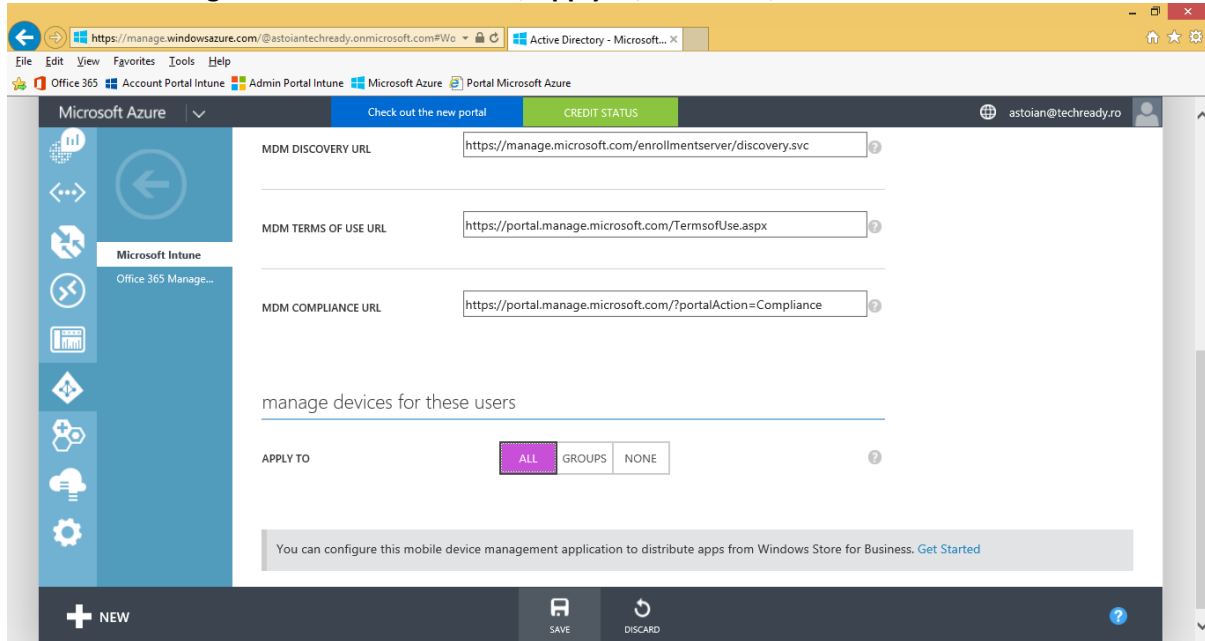 https://manage.windowsazure.com/@astoiantechready.onmicrosoft.com#Wo
Active Directory - Microsoft...
File Edit View Favorites Tools Help
Office 365 Account Portal Intune Admin Portal Intune Microsoft Azure Portal Microsoft Azure
Microsoft Azure
Check out the new portal
CREDIT STATUS
astoian@techready.ro
MDM DISCOVERY URL
https://manage.microsoft.com/enrollmentserver/discovery.svc
MDM TERMS OF USE URL
https://portal.manage.microsoft.com/TermsofUse.aspx
Microsoft Intune
Office 365 Manage...
MDM COMPLIANCE URL
https://portal.manage.microsoft.com/?portalAction=Compliance
manage devices for these users
APPLY TO
ALL GROUPS NONE
You can configure this mobile device management application to distribute apps from Windows Store for Business. Get Started
NEW
SAVE
DISCARD